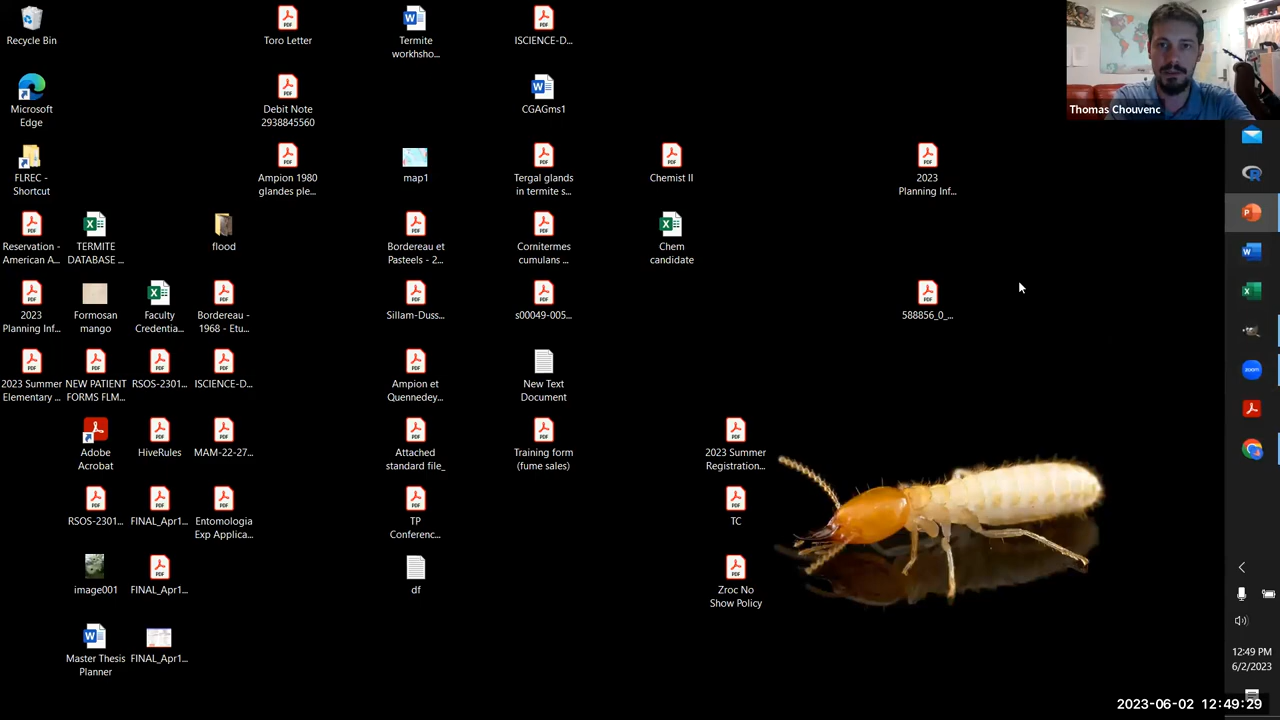 Recycle Bin
Toro Letter
Termite
workhsho...
ISCIENCE-D...
Thomas Chouvenc
Microsoft
Edge
Debit Note
2938845560
CGAGms1
FLREC -
Shortcut
Ampion 1980
glandes ple...
map1
Tergal glands
in termite s...
Chemist II
2023
Planning Inf...
Reservation -
American A...
TERMITE
DATABASE ...
flood
Bordereau et
Pasteels - 2...
Cornitermes
cumulans ...
Chem
candidate
2023
Planning Inf...
Formosan
mango
Faculty
Credentia...
Bordereau -
1968 - Etu...
Sillam-Duss...
s00049-005...
588856_0_...
2023 Summer
Elementary ...
NEW PATIENT
FORMS FLM...
RSOS-2301...
ISCIENCE-D...
Ampion et
Quennedey...
New Text
Document
zoom
Adobe
Acrobat
HiveRules
MAM-22-27...
Attached
standard file_
Training form
(fume sales)
2023 Summer
Registration...
RSOS-2301...
FINAL_Apr1...
Entomologia
Exp Applica...
TP
Conferenc...
TC
image001
FINAL_Apr1...
df
Zroc No
Show Policy
Master Thesis
Planner
FINAL_Apr1...
12:49 PM
6/2/2023
2023-06-02 12:49:29